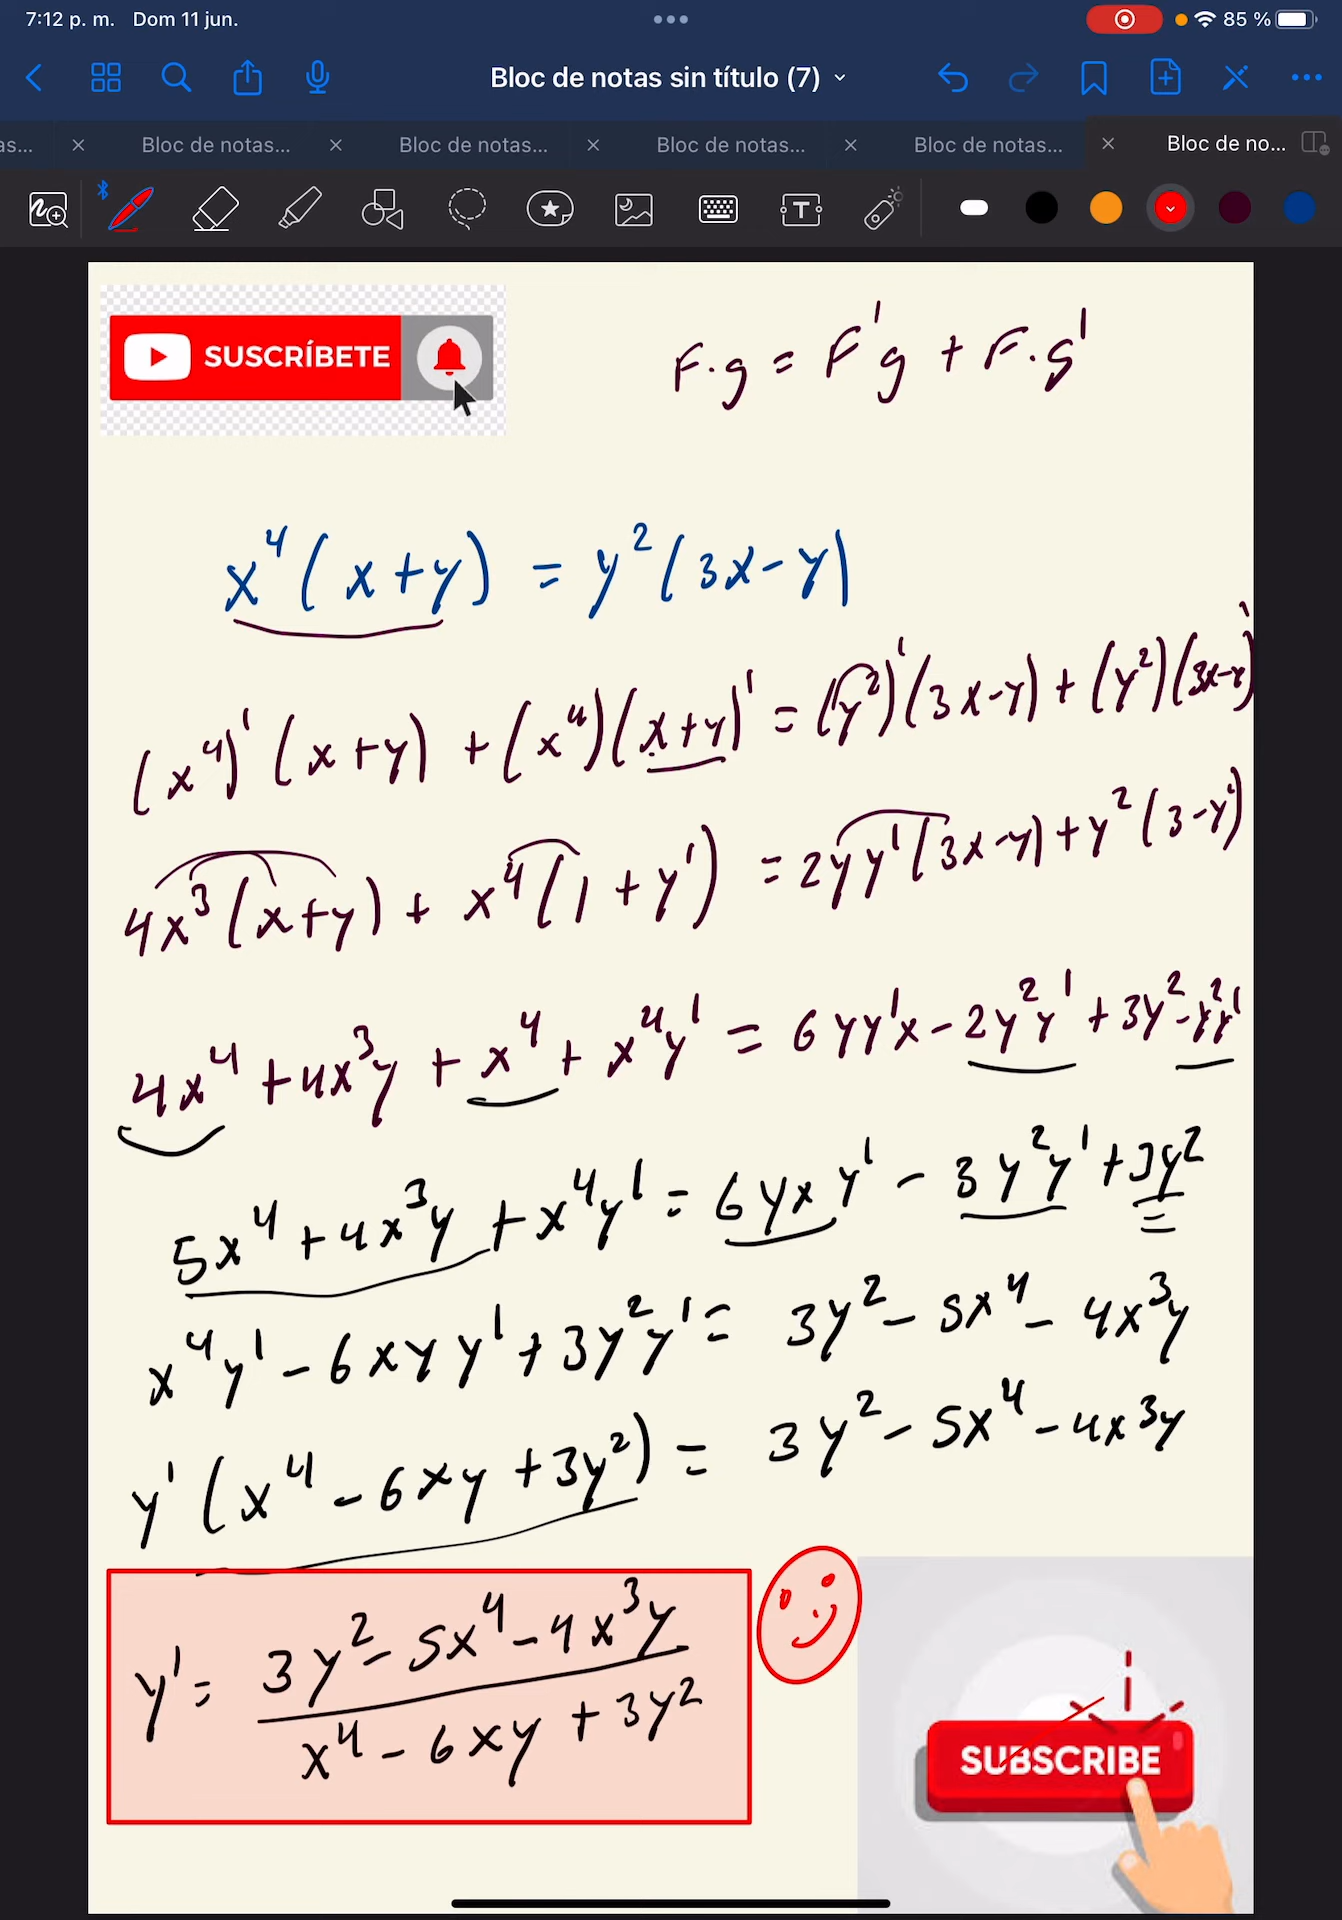 7:12 p. m. Dom 11 jun. 85 %
Bloc de notas sin título (7)
as... Bloc de notas... Bloc de notas... Bloc de notas... Bloc de notas... Bloc de no...
T
SUSCRÍBETE
F·g = F'g + F·g'
x⁴(x+y) = y²(3x-y)
(x⁴)'(x+y) + (x⁴)(x+y)' = (y²)'(3x-y) + (y²)(3x-y)'
4x³(x+y) + x⁴(1+y') = 2yy'(3x-y) + y²(3-y')
4x⁴ + 4x³y + x⁴ + x⁴y' = 6yy'x - 2y²y' + 3y² - y²y'
5x⁴ + 4x³y + x⁴y' = 6yxy' - 3y²y' + 3y²
x⁴y' - 6xyy' + 3y²y' = 3y² - 5x⁴ - 4x³y
y'(x⁴ - 6xy + 3y²) = 3y² - 5x⁴ - 4x³y
y' = 3y² - 5x⁴ - 4x³y
x⁴ - 6xy + 3y²
SUBSCRIBE